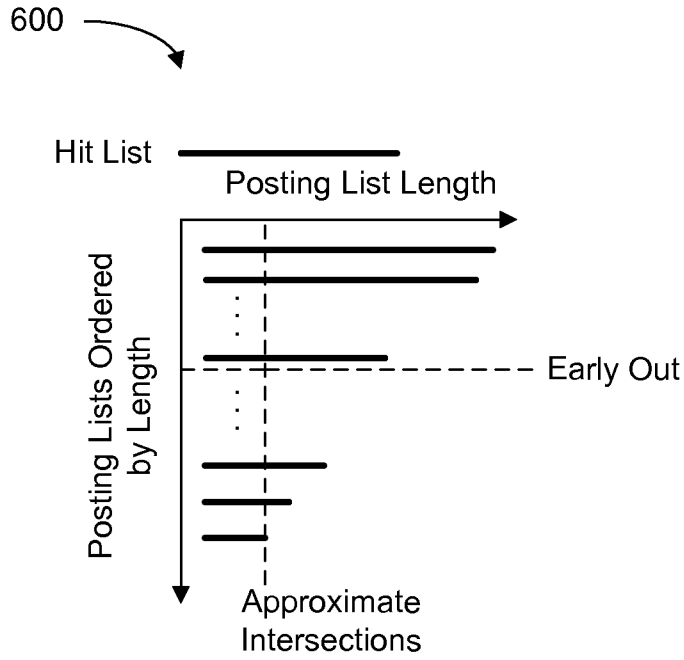 600
Hit List
Posting List Length
Posting Lists Ordered
by Length
Early Out
Approximate
Intersections